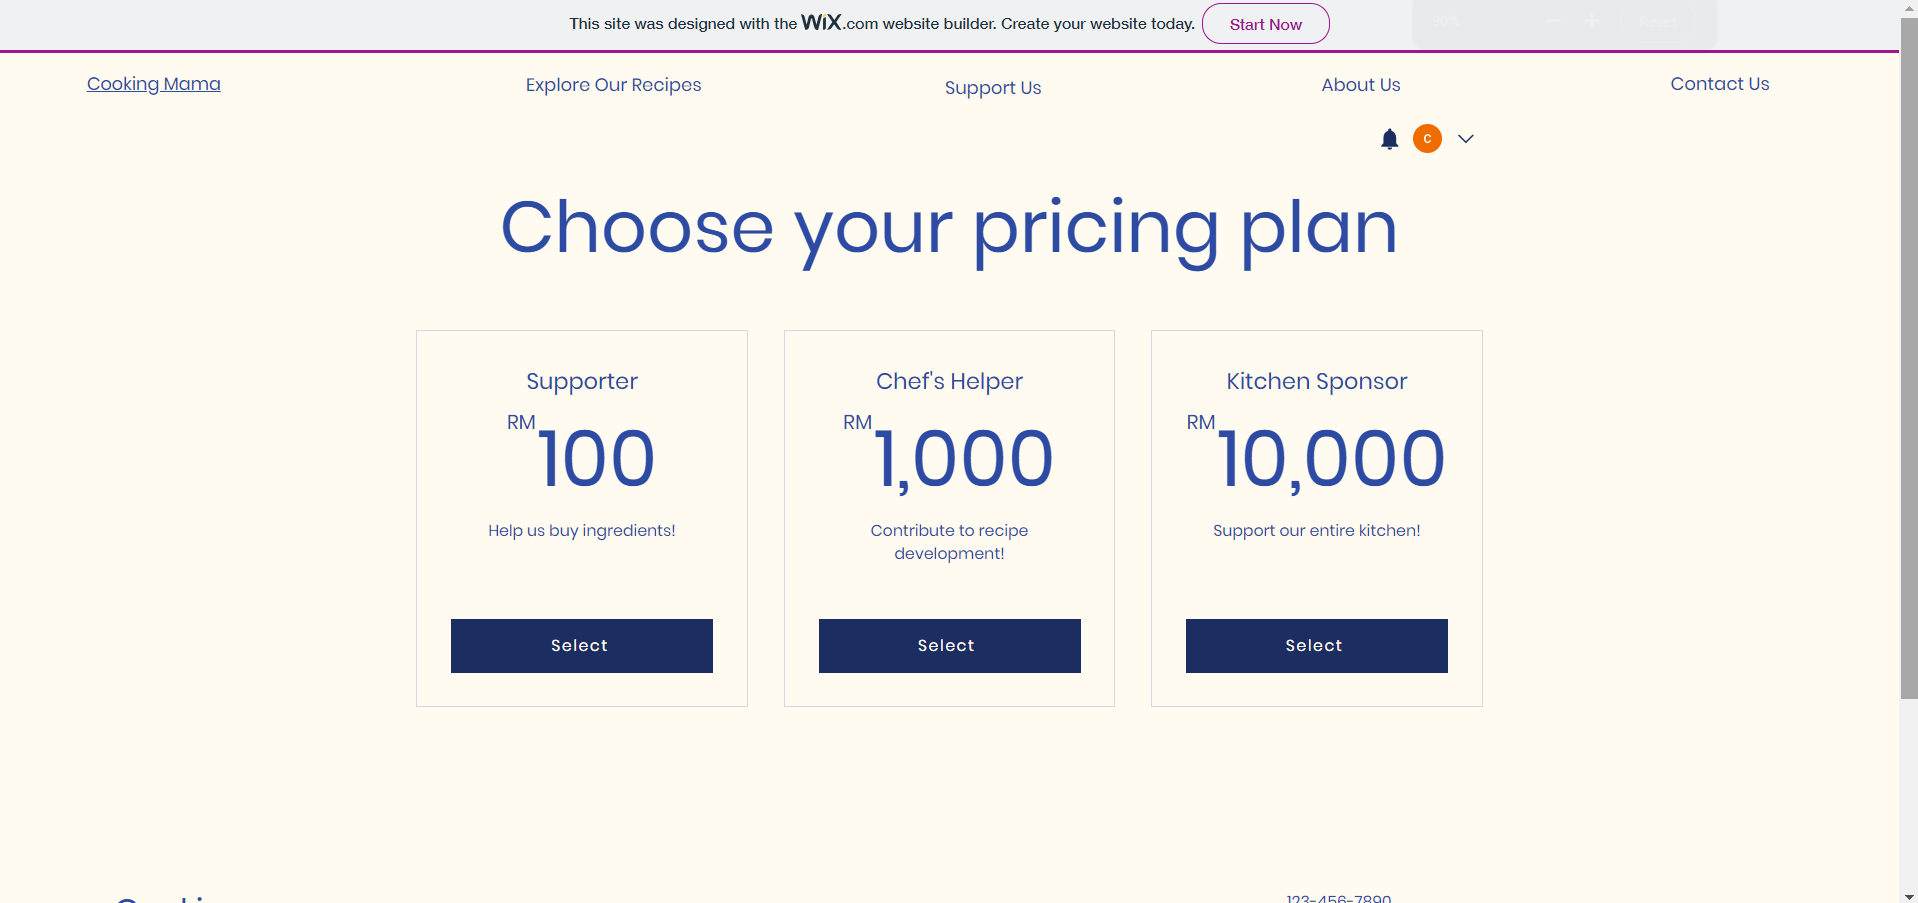 This site was designed with the WiX.com website builder. Create your website today. Start Now
Cooking Mama Explore Our Recipes Support Us About Us Contact Us
C
Choose your pricing plan
Supporter
RM 100
Help us buy ingredients!
Select
Chef's Helper
RM 1,000
Contribute to recipe
development!
Select
Kitchen Sponsor
RM 10,000
Support our entire kitchen!
Select
123-456-7890